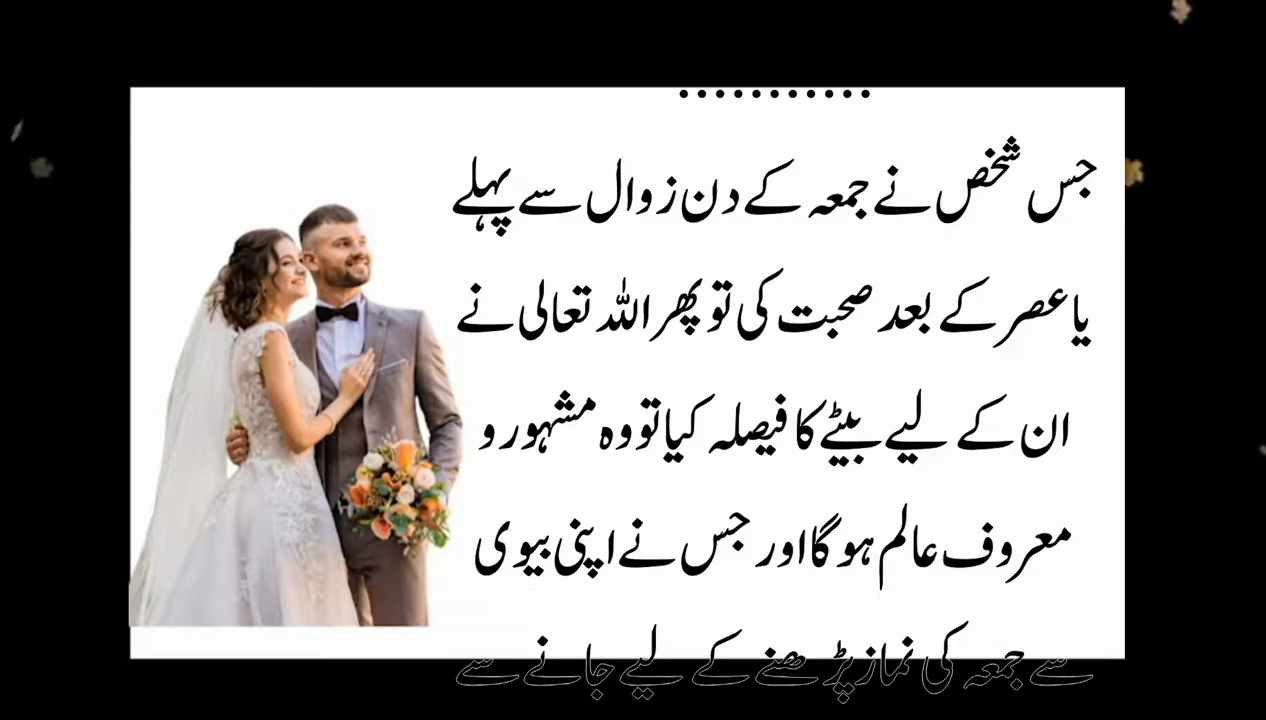 جس شخص نے جمعہ کے دن زوال سے پہلے
یا عصر کے بعد صحبت کی تو پھر اللہ تعالی نے
ان کے لیے بیٹے کا فیصلہ کیا تو وہ مشہور و
معروف عالم ہو گا اور جس نے اپنی بیوی
سے جمعہ کی نماز پڑھنے کے لیے جانے سے